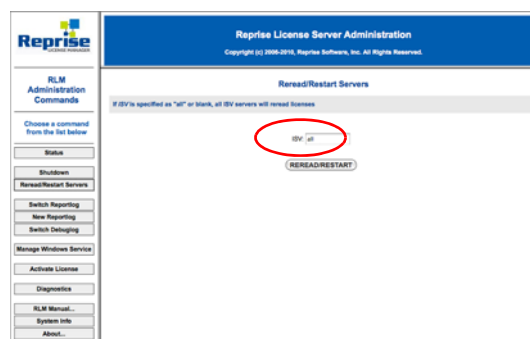 Reprise
LICENSE MANAGER
RLM
Administration
Commands
Choose a command
from the list below
Status
Shutdown
Reread/Restart Servers
Switch Reportlog
New Reportlog
Switch Debuglog
Manage Windows Service
Activate License
Diagnostics
RLM Manual...
System Info
About...
Reprise License Server Administration
Copyright (c) 2006-2010, Reprise Software, Inc. All Rights Reserved.
Reread/Restart Servers
If ISV is specified as "all" or blank, all ISV servers will reread licenses
ISV: all
REREAD/RESTART